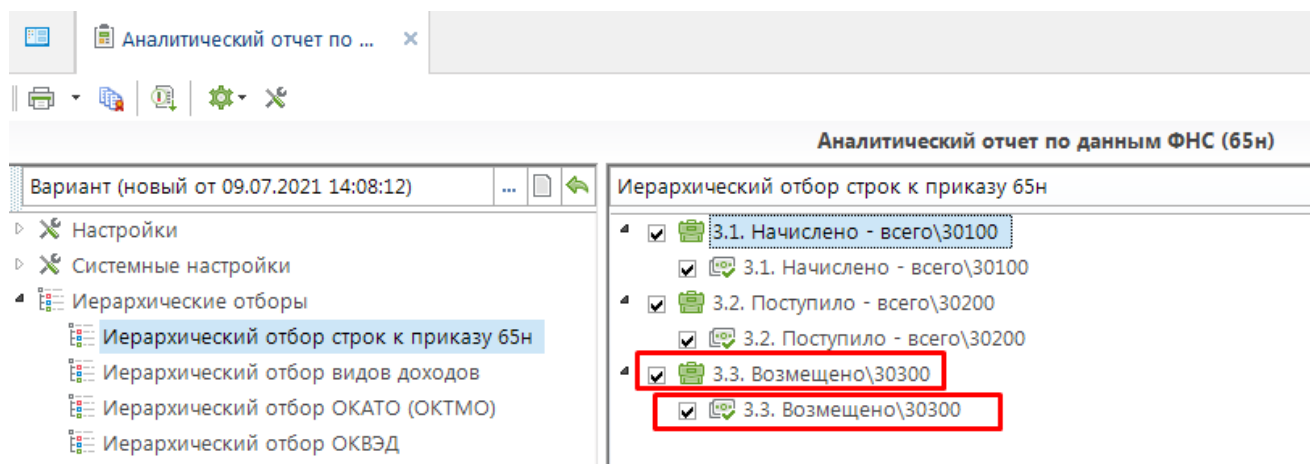 Аналитический отчет по ...
Аналитический отчет по данным ФНС (65н)
Вариант (новый от 09.07.2021 14:08:12)
...
Настройки
Системные настройки
Иерархические отборы
Иерархический отбор строк к приказу 65н
Иерархический отбор видов доходов
Иерархический отбор ОКАТО (ОКТМО)
Иерархический отбор ОКВЭД
Иерархический отбор строк к приказу 65н
3.1. Начислено - всего\30100
3.1. Начислено - всего\30100
3.2. Поступило - всего\30200
3.2. Поступило - всего\30200
3.3. Возмещено\30300
3.3. Возмещено\30300